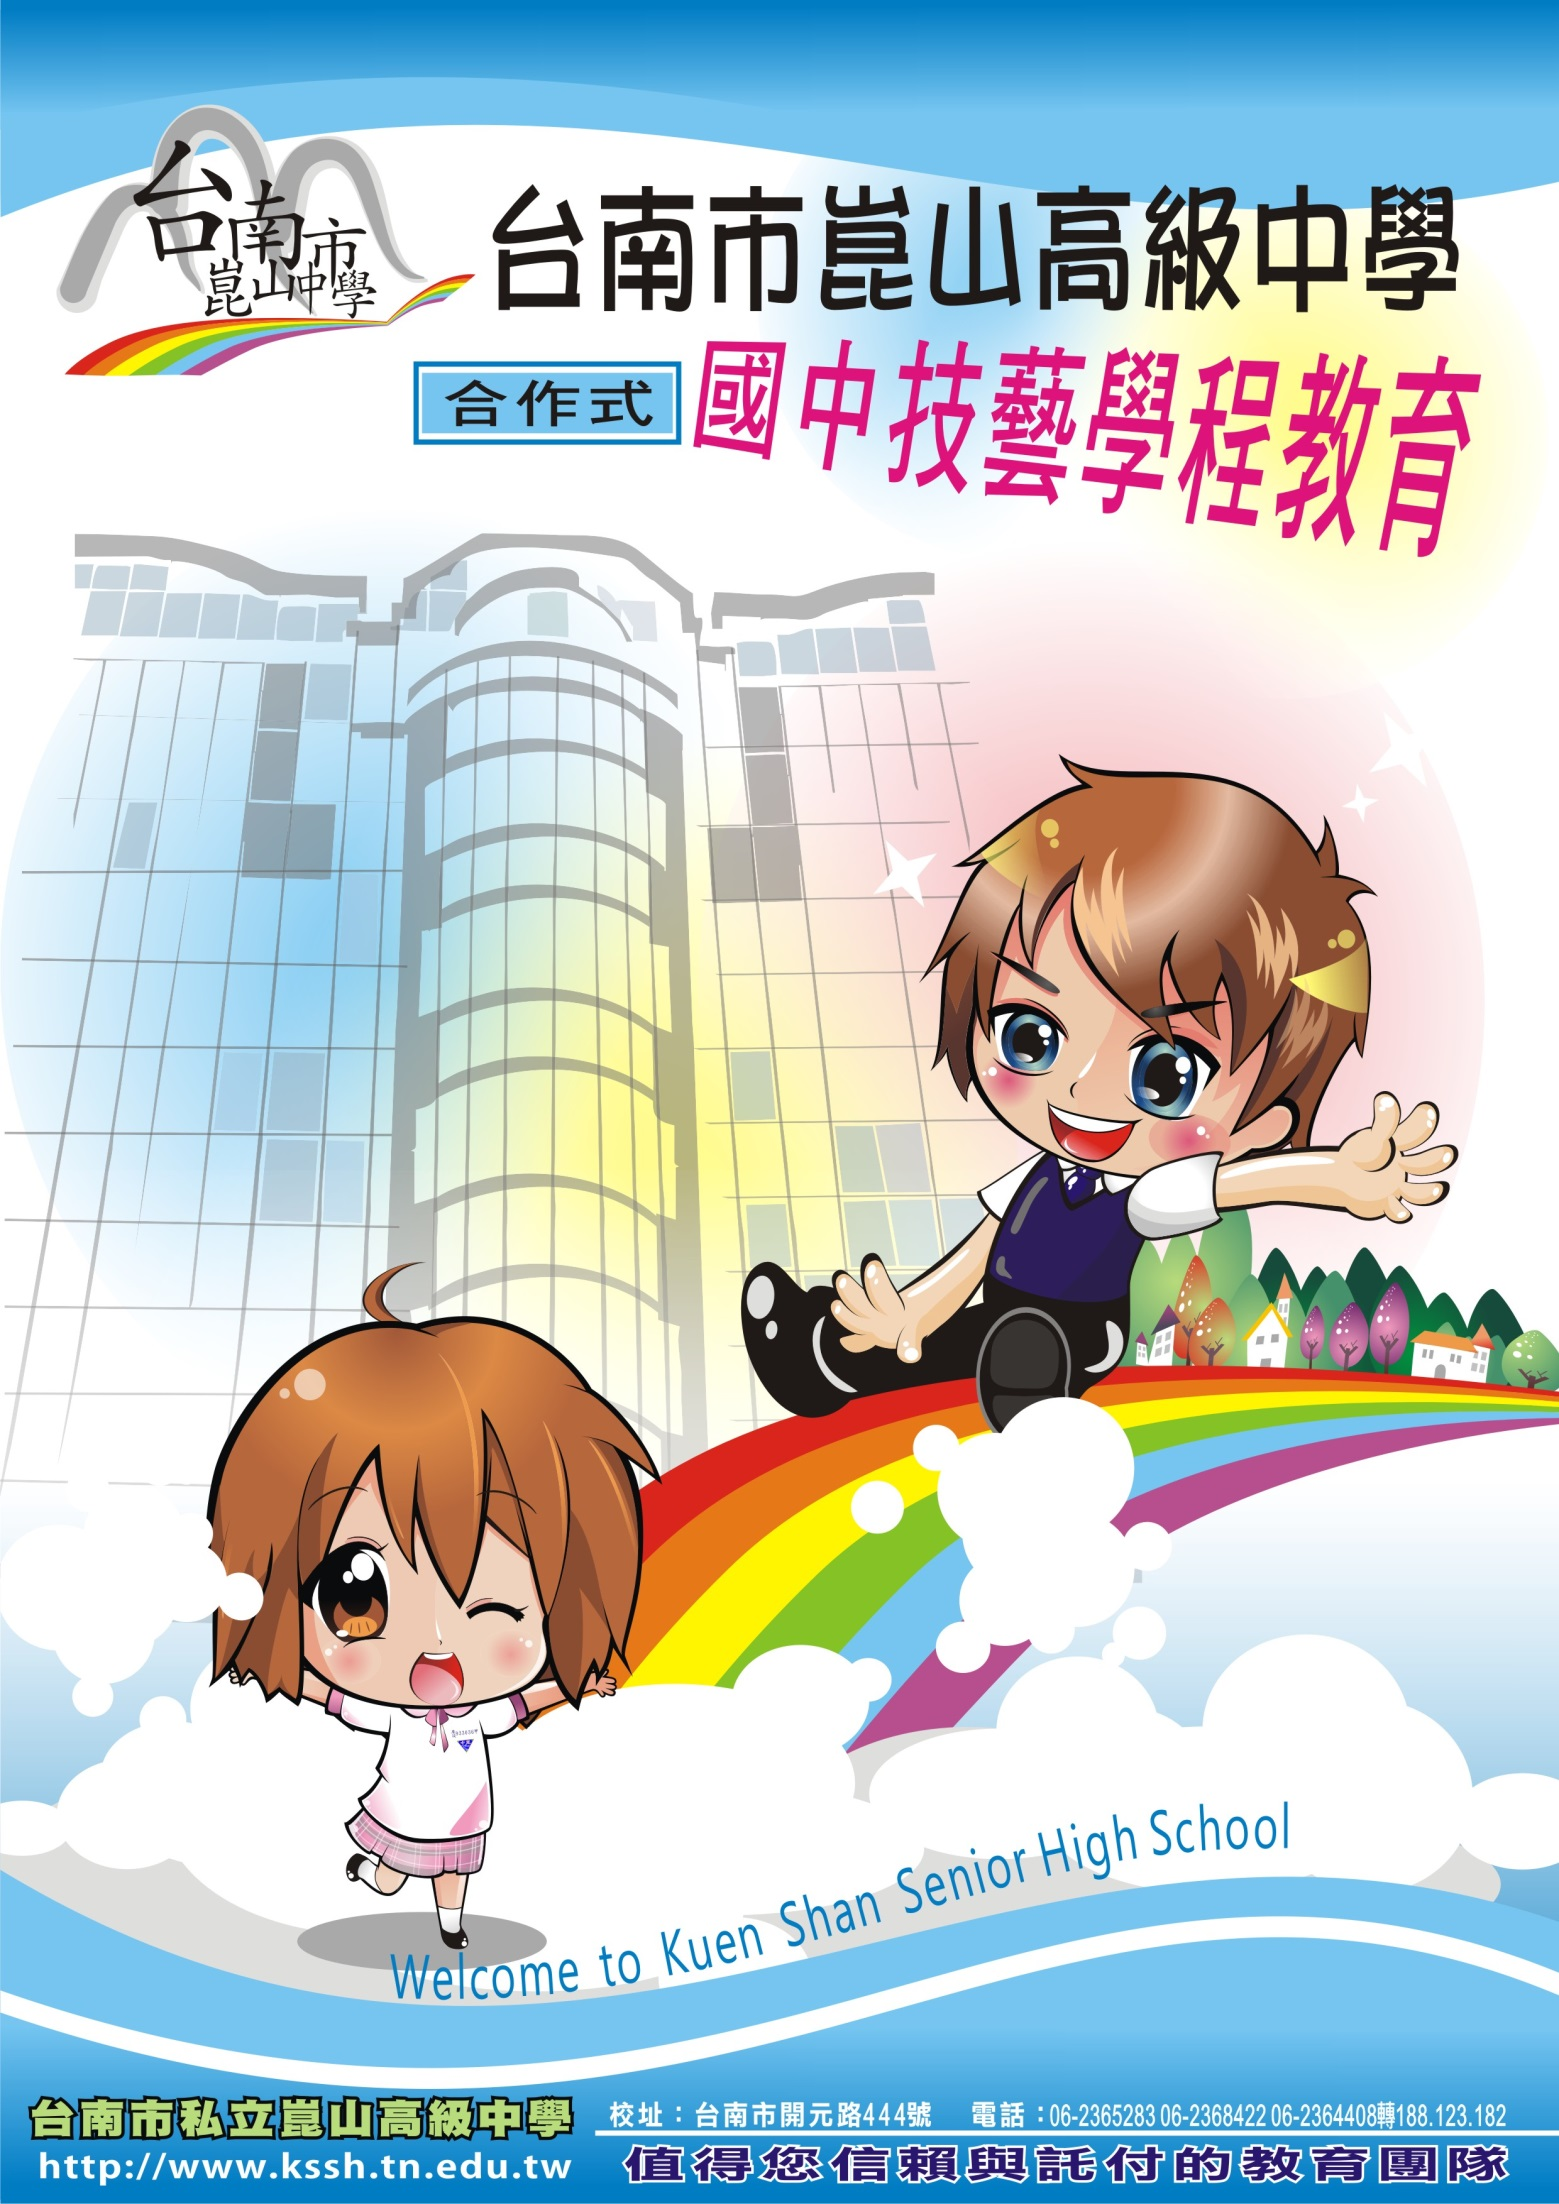 台南市
崑山中學
台南市崑山高級中學
合作式
國中技藝學程教育
Welcome to Kuen Shan Senior High School
台南市私立崑山高級中學
http://www.kssh.tn.edu.tw
校址：台南市開元路444號 電話：06-2365283 06-2368422 06-2364408轉188.123.182
值得您信賴與託付的教育團隊